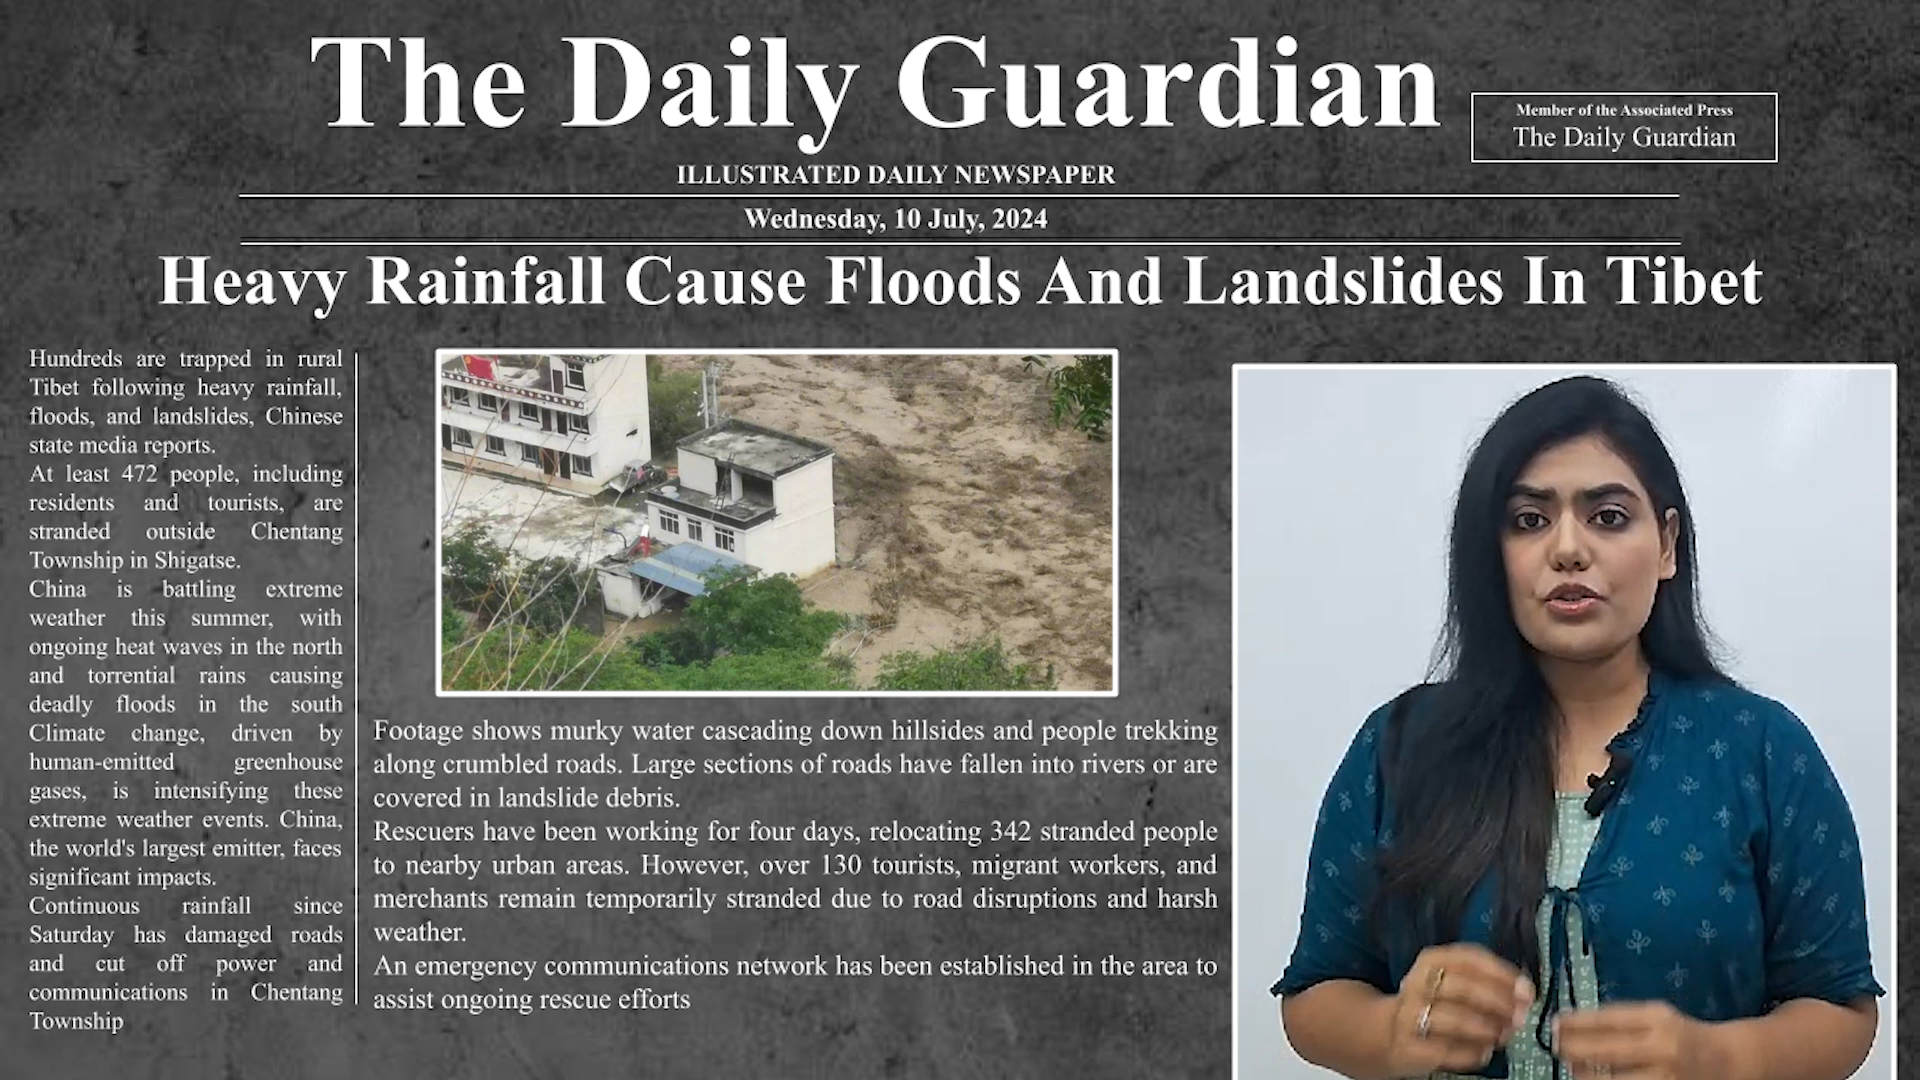 The Daily Guardian
Member of the Associated Press
The Daily Guardian
ILLUSTRATED DAILY NEWSPAPER
Wednesday, 10 July, 2024
Heavy Rainfall Cause Floods And Landslides In Tibet
Hundreds are trapped in rural
Tibet following heavy rainfall,
floods, and landslides, Chinese
state media reports.
At least 472 people, including
residents and tourists, are
stranded outside Chentang
Township in Shigatse.
China is battling extreme
weather this summer, with
ongoing heat waves in the north
and torrential rains causing
deadly floods in the south
Climate change, driven by
human-emitted greenhouse
gases, is intensifying these
extreme weather events. China,
the world's largest emitter, faces
significant impacts.
Continuous rainfall since
Saturday has damaged roads
and cut off power and
communications in Chentang
Township
Footage shows murky water cascading down hillsides and people trekking
along crumbled roads. Large sections of roads have fallen into rivers or are
covered in landslide debris.
Rescuers have been working for four days, relocating 342 stranded people
to nearby urban areas. However, over 130 tourists, migrant workers, and
merchants remain temporarily stranded due to road disruptions and harsh
weather.
An emergency communications network has been established in the area to
assist ongoing rescue efforts